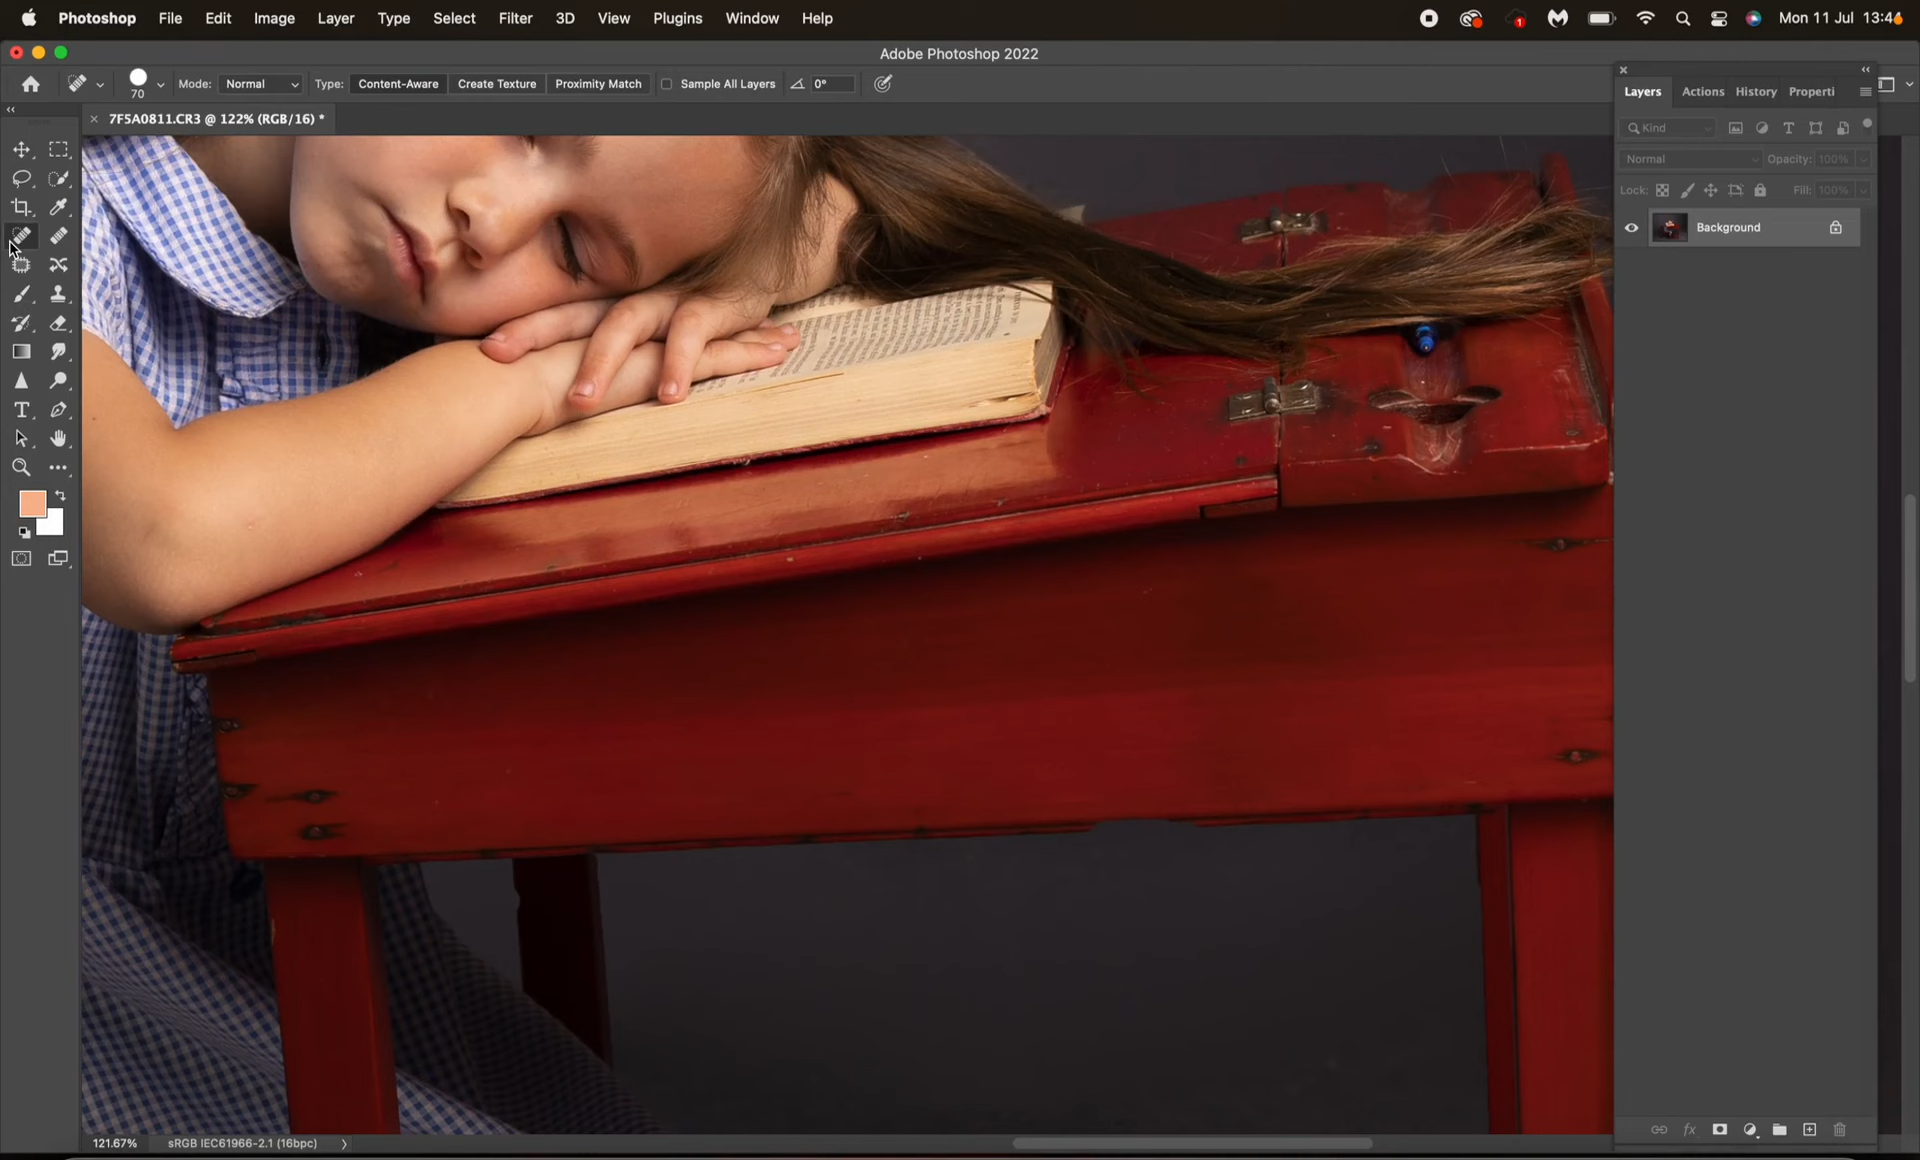 Photoshop File Edit Image Layer Type Select Filter 3D View Plugins Window Help 1 Mon 11 Jul 13:44
Adobe Photoshop 2022
70 Mode: Normal Type: Content-Aware Create Texture Proximity Match Sample All Layers 0°
7F5A0811.CR3 @ 122% (RGB/16) *
Layers Actions History Properti
Kind
Normal Opacity: 100%
Lock: Fill: 100%
Background
121.67% sRGB IEC61966-2.1 (16bpc)